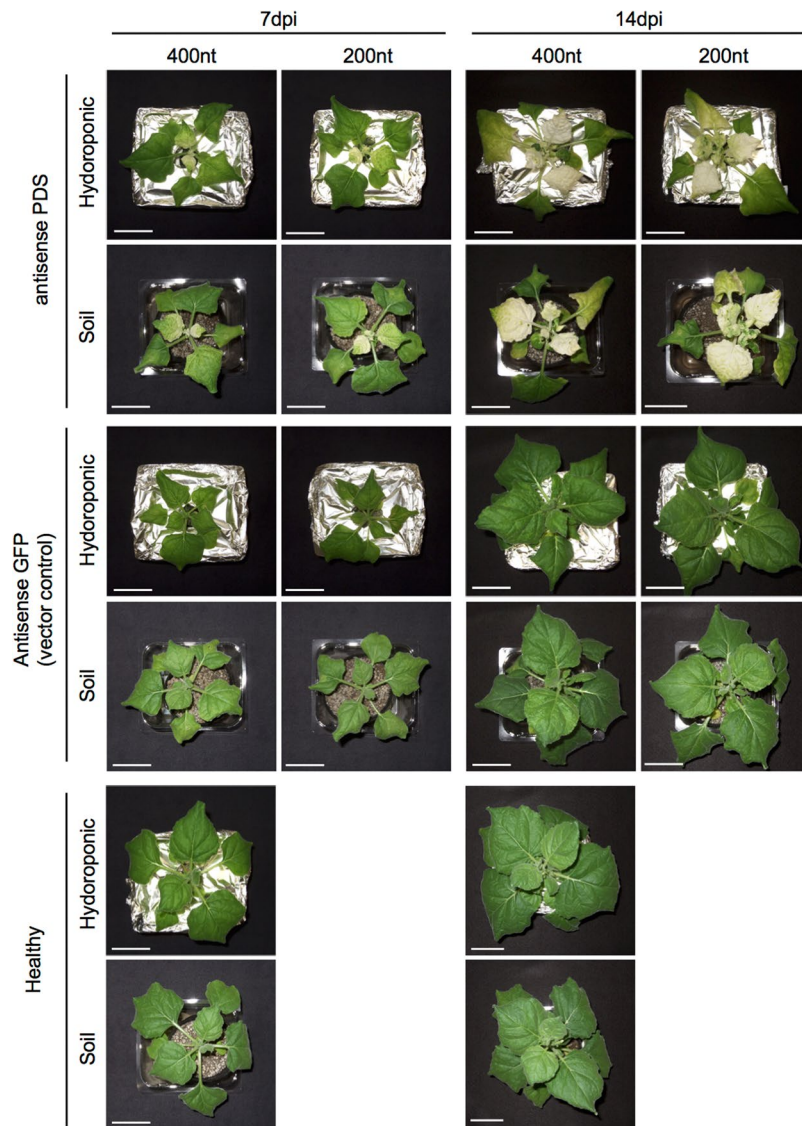 7dpi
14dpi
400nt
200nt
400nt
200nt
antisense PDS
Hydoroponic
Soil
Antisense GFP
(vector control)
Hydoroponic
Soil
Healthy
Hydoroponic
Soil